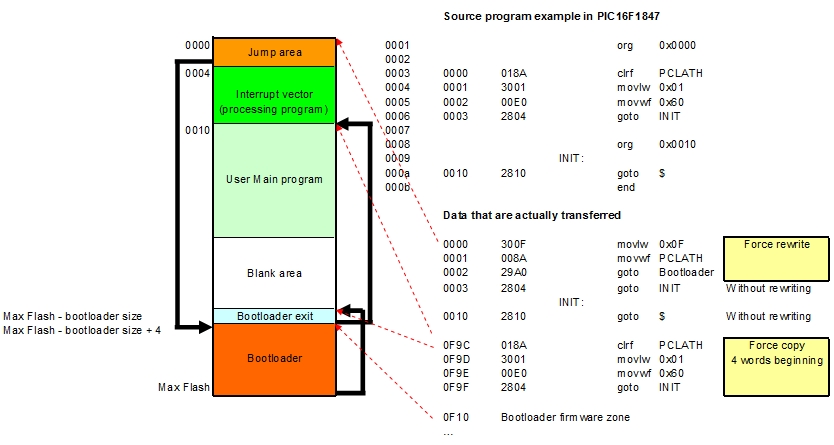 Source program example in PIC16F1847
0000 Jump area
0004 Interrupt vector
(processing program)
0010
User Main program
Blank area
Max Flash - bootloader size Bootloader exit
Max Flash - bootloader size + 4
Bootloader
Max Flash
0001 org 0x0000
0002
0003 0000 018A clrf PCLATH
0004 0001 3001 movlw 0x01
0005 0002 00E0 movwf 0x60
0006 0003 2804 goto INIT
0007
0008 org 0x0010
0009 INIT:
000a 0010 2810 goto $
000b end
Data that are actually transferred
0000 300F movlw 0x0F Force rewrite
0001 008A movwf PCLATH
0002 29A0 goto Bootloader
0003 2804 goto INIT Without rewriting
INIT:
0010 2810 goto $ Without rewriting
0F9C 018A clrf PCLATH Force copy
0F9D 3001 movlw 0x01 4 words beginning
0F9E 00E0 movwf 0x60
0F9F 2804 goto INIT
0F10 Bootloader firmware zone